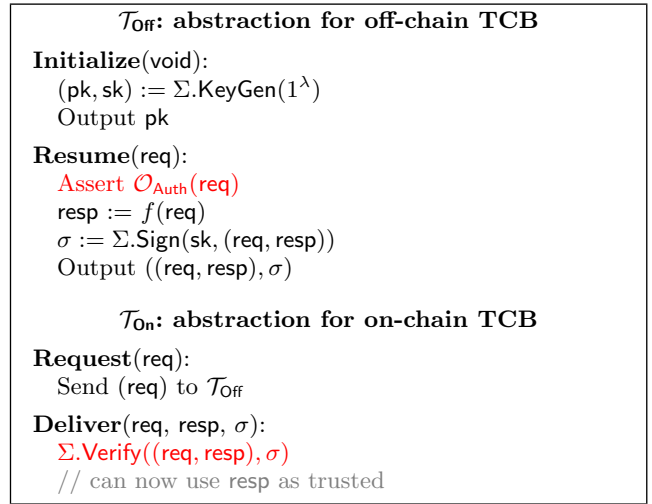 𝒯Off: abstraction for off-chain TCB
Initialize(void):
(pk, sk) := Σ.KeyGen(1^λ)
Output pk
Resume(req):
Assert 𝒪Auth(req)
resp := f(req)
σ := Σ.Sign(sk, (req, resp))
Output ((req, resp), σ)
𝒯On: abstraction for on-chain TCB
Request(req):
Send (req) to 𝒯Off
Deliver(req, resp, σ):
Σ.Verify((req, resp), σ)
// can now use resp as trusted